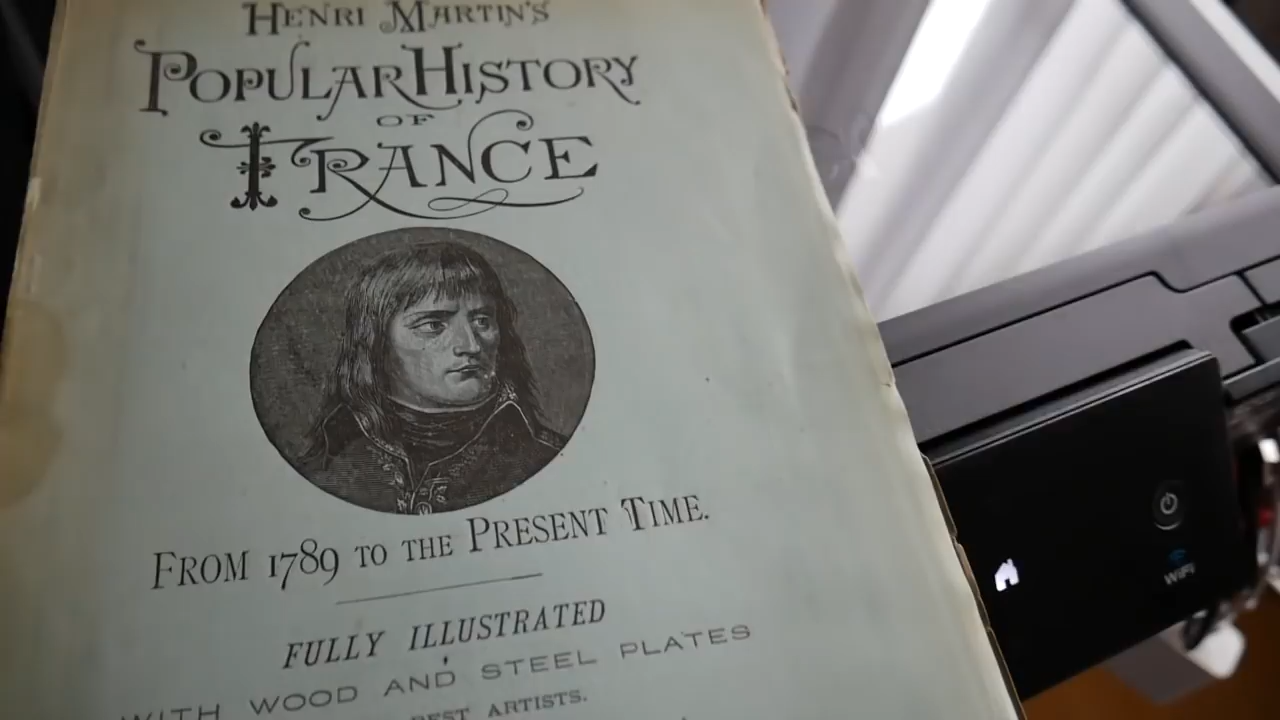 HENRI MARTIN'S
POPULAR HISTORY
OF
FRANCE
FROM 1789 TO THE PRESENT TIME.
FULLY ILLUSTRATED
WITH WOOD AND STEEL PLATES
BEST ARTISTS.
WiFi